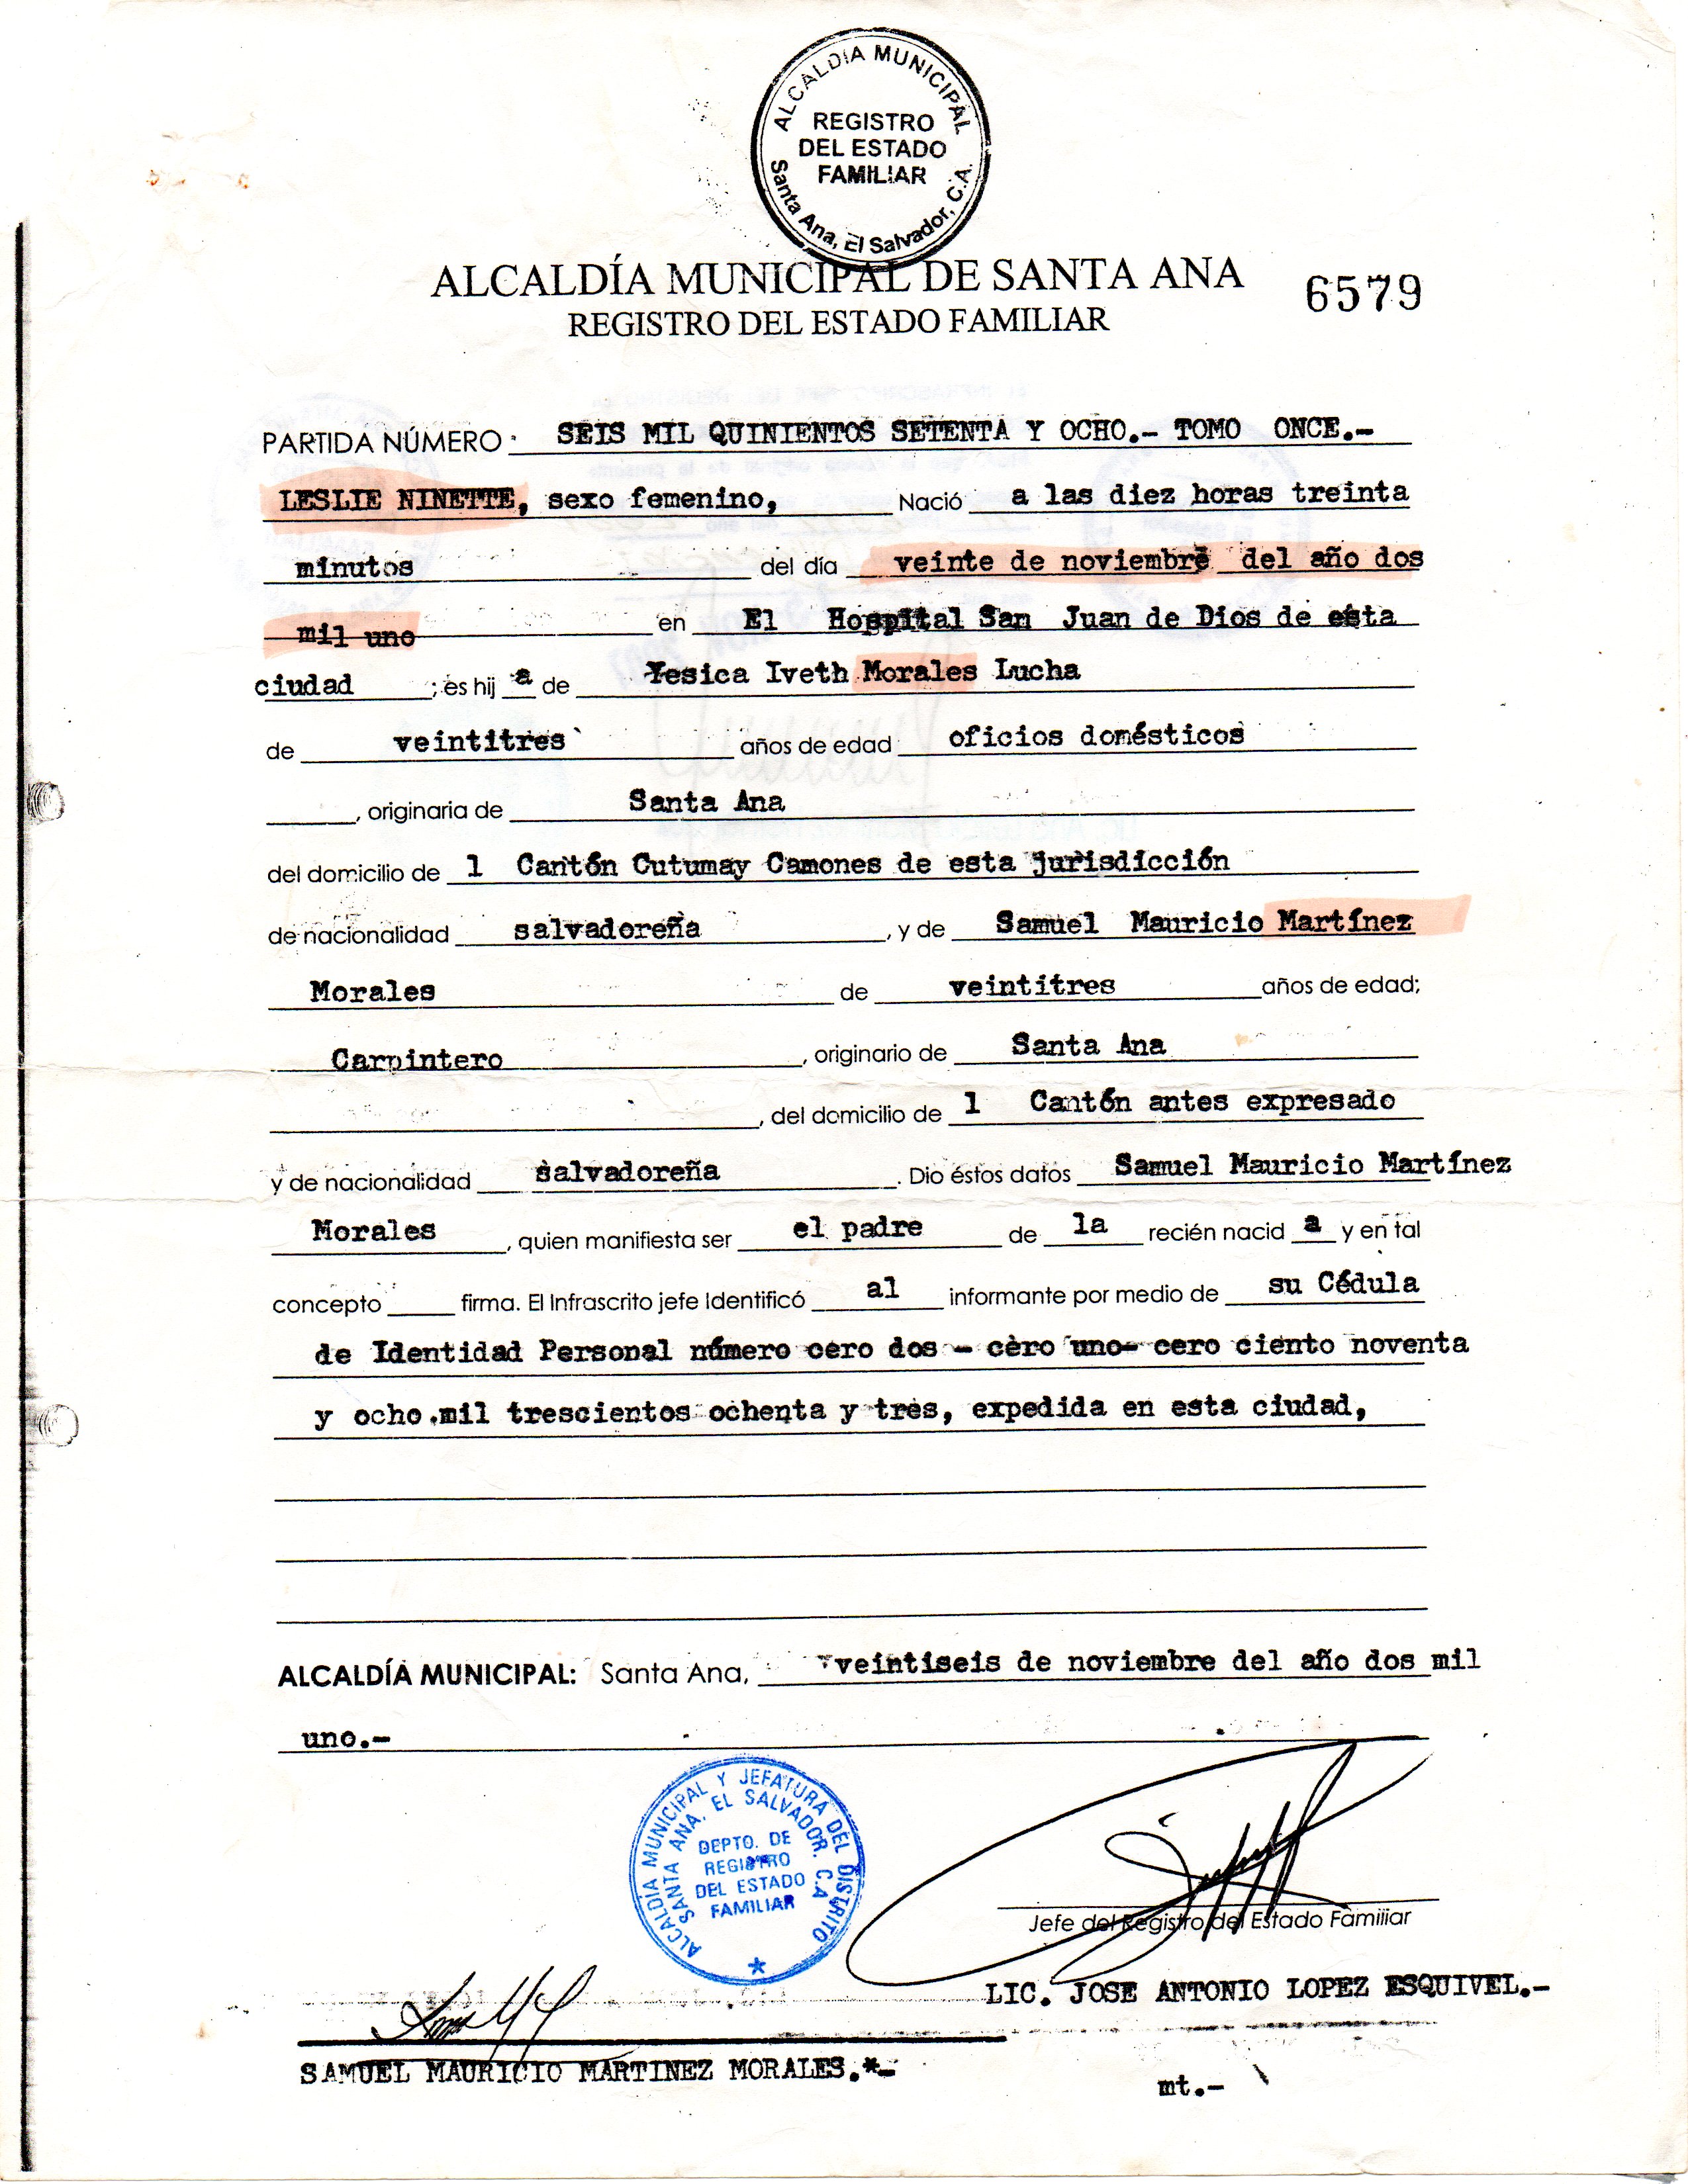 ALCALDIA MUNICIPAL
REGISTRO
DEL ESTADO
FAMILIAR
Santa Ana, El Salvador, C.A.
ALCALDÍA MUNICIPAL DE SANTA ANA
6579
REGISTRO DEL ESTADO FAMILIAR
PARTIDA NÚMERO SEIS MIL QUINIENTOS SETENTA Y OCHO.- TOMO ONCE.-
LESLIE NINETTE, sexo femenino, Nació a las diez horas treinta
minutos del día veinte de noviembre del año dos
mil uno en El Hospital San Juan de Dios de esta
ciudad ; es hij a de Yesica Iveth Morales Lucha
de veintitres años de edad oficios domésticos
, originaria de Santa Ana
del domicilio de l Cantón Cutumay Camones de esta jurisdicción
de nacionalidad salvadoreña , y de Samuel Mauricio Martínez
Morales de veintitres años de edad;
Carpintero , originario de Santa Ana
, del domicilio de l Cantón antes expresado
y de nacionalidad salvadoreña . Dio éstos datos Samuel Mauricio Martínez
Morales , quien manifiesta ser el padre de la recién nacid a y en tal
concepto firma. El Infrascrito jefe Identificó al informante por medio de su Cédula
de Identidad Personal número cero dos - cero uno- cero ciento noventa
y ocho mil trescientos ochenta y tres, expedida en esta ciudad,
ALCALDÍA MUNICIPAL: Santa Ana, veintiseis de noviembre del año dos mil
uno.-
ALCALDÍA MUNICIPAL Y JEFATURA DEL DISTRITO
SANTA ANA, EL SALVADOR, C.A
DEPTO. DE
REGISTRO
DEL ESTADO
FAMILIAR
Jefe del Registro del Estado Familiar
LIC. JOSE ANTONIO LOPEZ ESQUIVEL.-
SAMUEL MAURICIO MARTINEZ MORALES.*-
mt.-